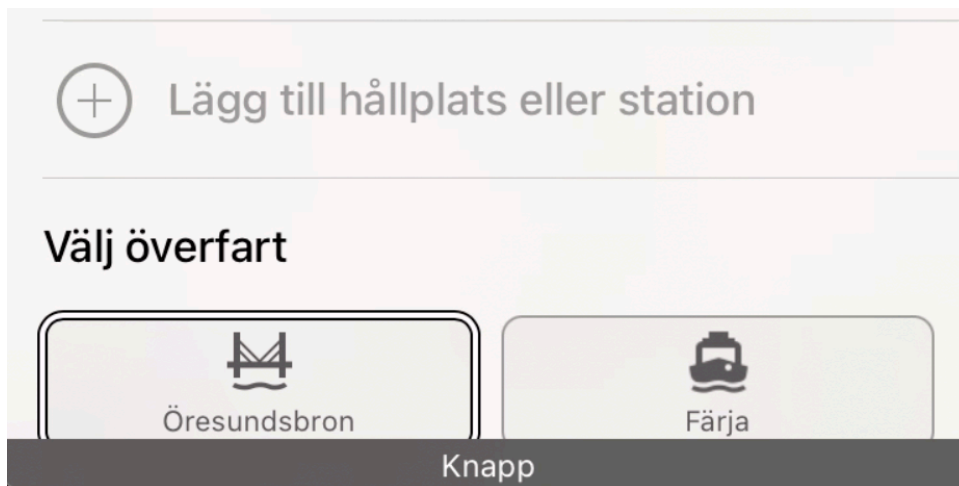 Lägg till hållplats eller station
Välj överfart
Öresundsbron
Färja
Knapp